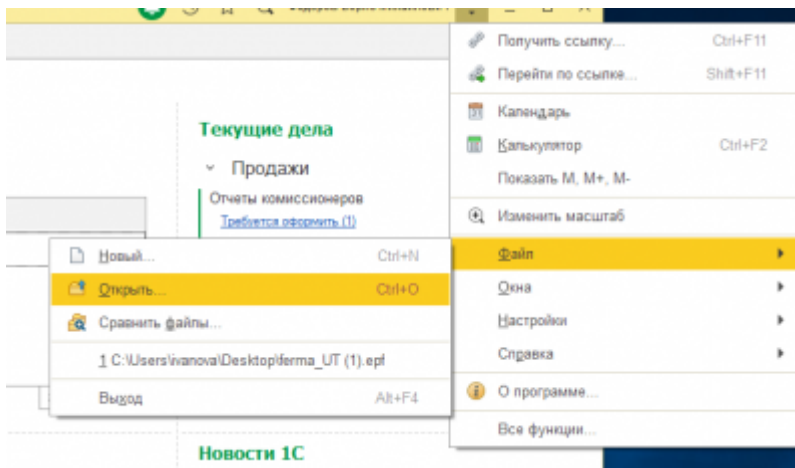 Получить ссылку... Ctrl+F11
Перейти по ссылке... Shift+F11
Календарь
Калькулятор Ctrl+F2
Показать M, M+, M-
Изменить масштаб
Файл
Окна
Настройки
Справка
О программе...
Все функции...
Текущие дела
Продажи
Отчеты комиссионеров
Требуется оформить (1)
Новый... Ctrl+N
Открыть... Ctrl+O
Сравнить файлы...
1 C:\Users\ivanova\Desktop\ferma_UT (1).epf
Выход Alt+F4
Новости 1С